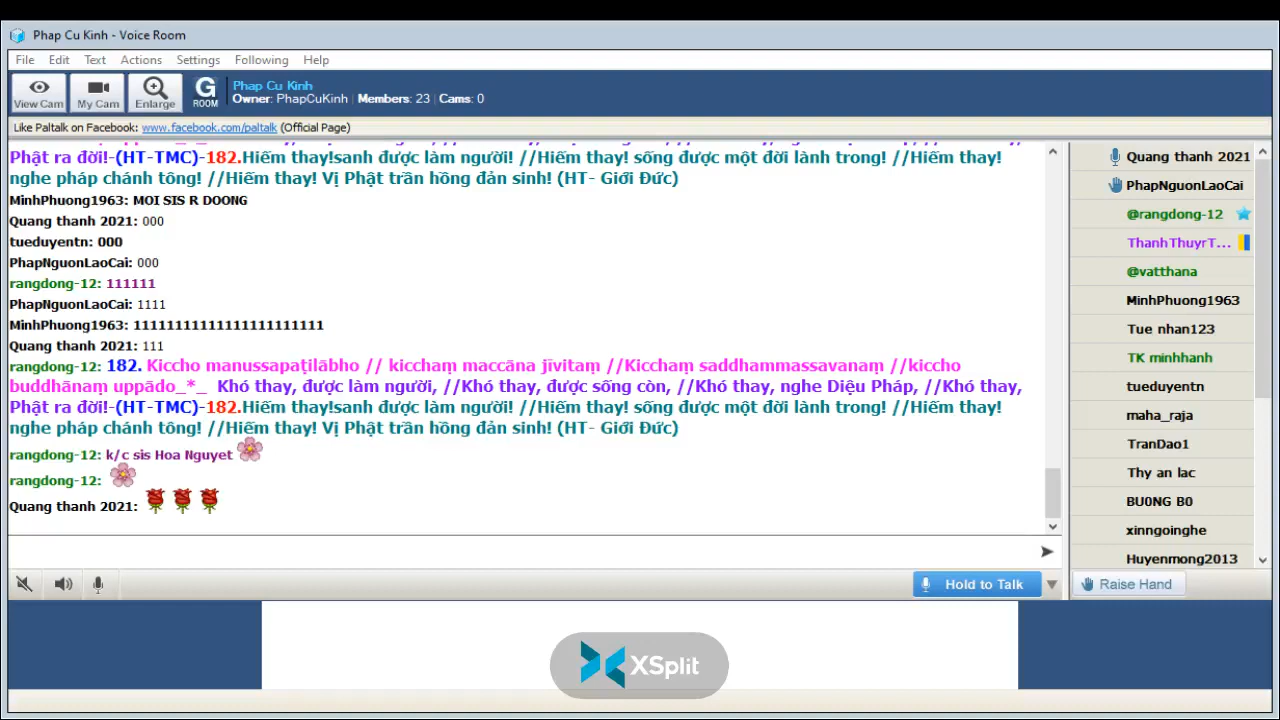 Phap Cu Kinh - Voice Room
File Edit Text Actions Settings Following Help
View Cam My Cam Enlarge G ROOM
Phap Cu Kinh
Owner: PhapCuKinh | Members: 23 | Cams: 0
Like Paltalk on Facebook: www.facebook.com/paltalk (Official Page)
Phật ra đời!-(HT-TMC)-182.Hiếm thay!sanh được làm người! //Hiếm thay! sống được một đời lành trong! //Hiếm thay!
nghe pháp chánh tông! //Hiếm thay! Vị Phật trần hồng đản sinh! (HT- Giới Đức)
MinhPhuong1963: MOI SIS R DOONG
Quang thanh 2021: 000
tueduyentn: 000
PhapNguonLaoCai: 000
rangdong-12: 111111
PhapNguonLaoCai: 1111
MinhPhuong1963: 11111111111111111111111
Quang thanh 2021: 111
rangdong-12: 182. Kiccho manussapaṭilābho // kicchaṃ maccāna jīvitaṃ //Kicchaṃ saddhammassavanaṃ //kiccho
buddhānaṃ uppādo_*_ Khó thay, được làm người, //Khó thay, được sống còn, //Khó thay, nghe Diệu Pháp, //Khó thay,
Phật ra đời!-(HT-TMC)-182.Hiếm thay!sanh được làm người! //Hiếm thay! sống được một đời lành trong! //Hiếm thay!
nghe pháp chánh tông! //Hiếm thay! Vị Phật trần hồng đản sinh! (HT- Giới Đức)
rangdong-12: k/c sis Hoa Nguyet
rangdong-12:
Quang thanh 2021:
Hold to Talk
Quang thanh 2021
PhapNguonLaoCai
@rangdong-12
ThanhThuyrT...
@vatthana
MinhPhuong1963
Tue nhan123
TK minhhanh
tueduyentn
maha_raja
TranDao1
Thy an lac
BU0NG B0
xinngoinghe
Huyenmong2013
Raise Hand
XSplit